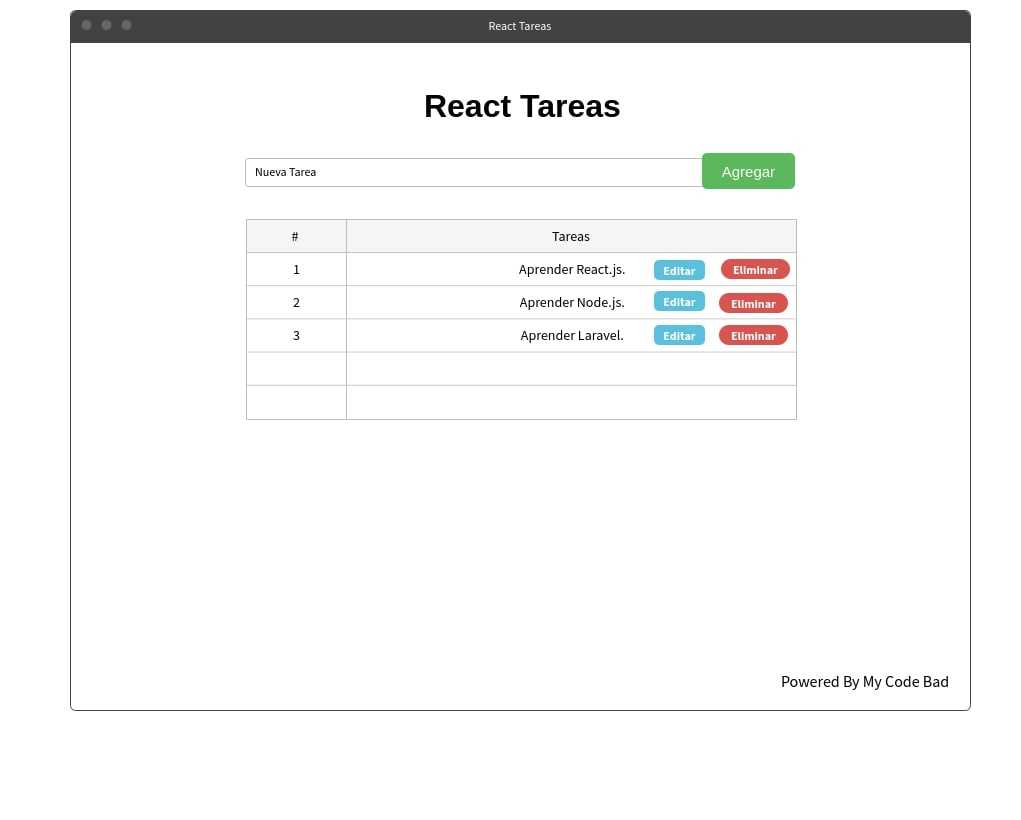 React Tareas
React Tareas
Nueva Tarea Agregar
# Tareas
1 Aprender React.js. Editar Eliminar
2 Aprender Node.js. Editar Eliminar
3 Aprender Laravel. Editar Eliminar
Powered By My Code Bad